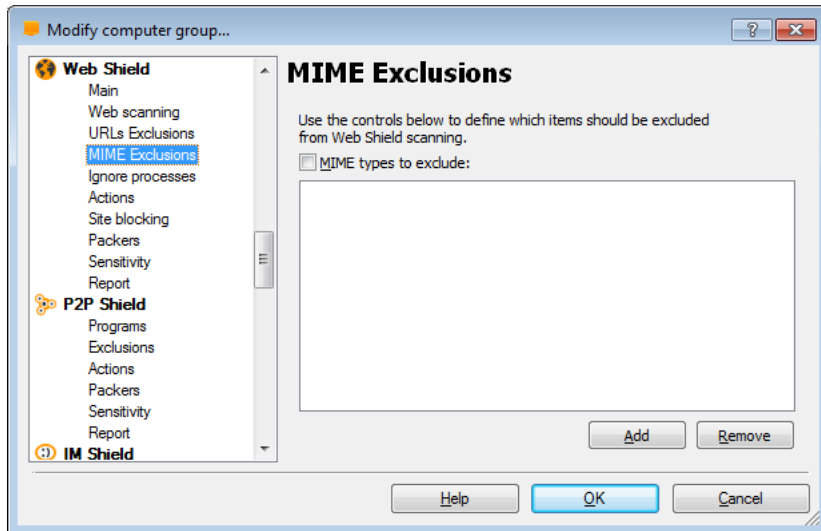 Modify computer group...
Web Shield
Main
Web scanning
URLs Exclusions
MIME Exclusions
Ignore processes
Actions
Site blocking
Packers
Sensitivity
Report
P2P Shield
Programs
Exclusions
Actions
Packers
Sensitivity
Report
IM Shield
MIME Exclusions
Use the controls below to define which items should be excluded
from Web Shield scanning.
MIME types to exclude:
Add
Remove
Help
OK
Cancel